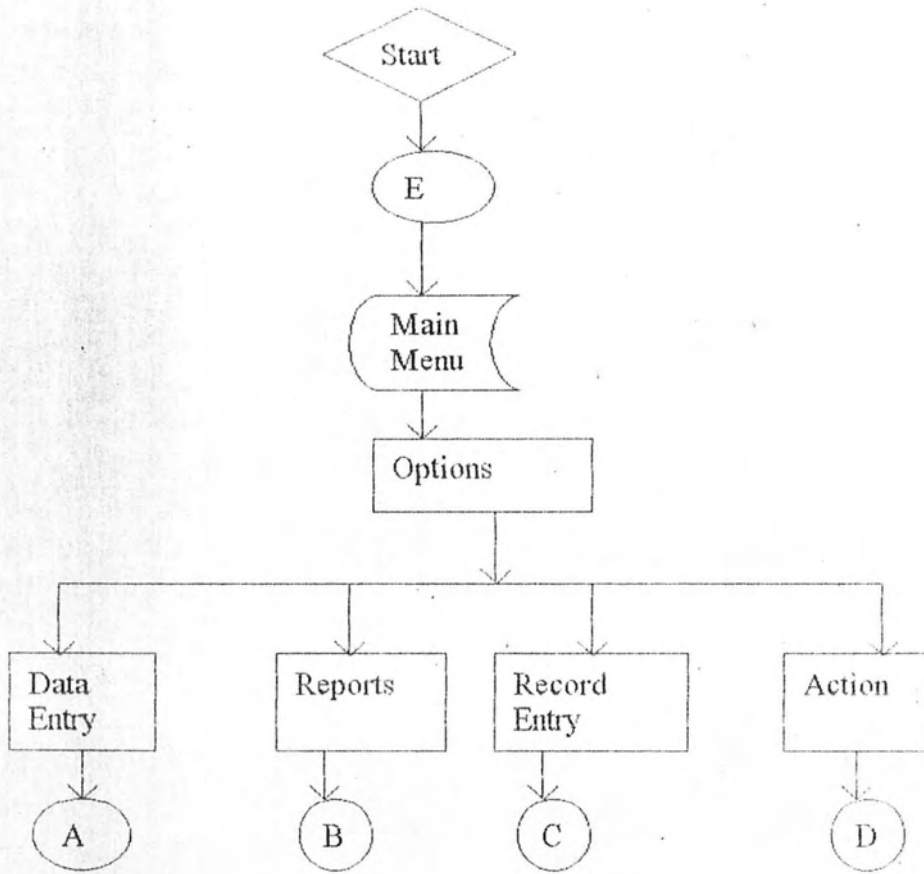 Start
E
Main
Menu
Options
Data
Entry
Reports
Record
Entry
Action
A
B
C
D